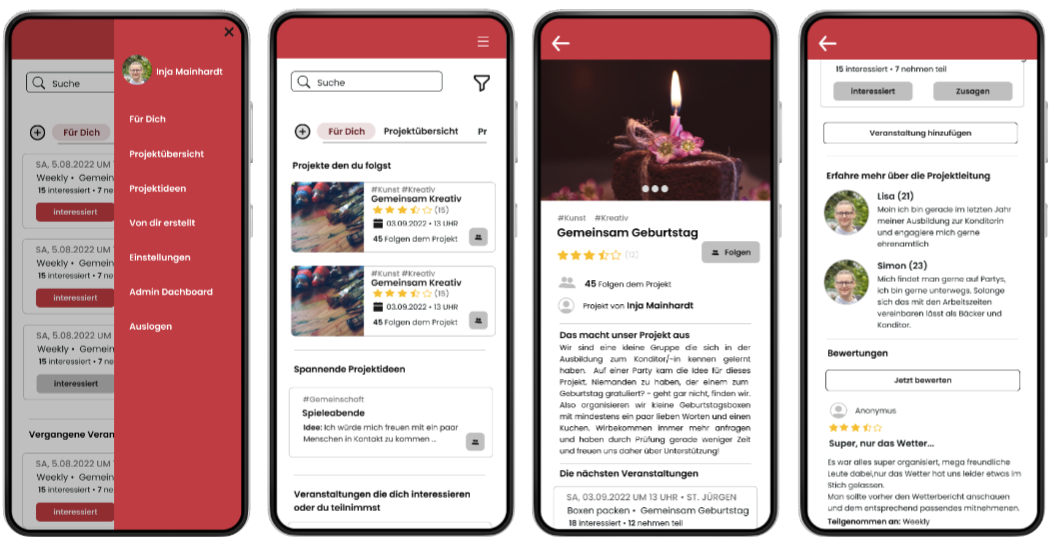 Inja Mainhardt
Suche
Für Dich
Für Dich
Projektübersicht
Projektideen
Von dir erstellt
Einstellungen
Admin Dachboard
Auslogen
SA, 5.08.2022 UM
Weekly • Gemein
15 interessiert • 7 ne
interessiert
SA, 5.08.2022 UM
Weekly • Gemein
15 interessiert • 7 ne
interessiert
SA, 5.08.2022 UM
Weekly • Gemein
15 interessiert • 7 ne
interessiert
Vergangene Veran
SA, 5.08.2022 UM
Weekly • Gemein
15 interessiert • 7 ne
interessiert
Suche
Für Dich Projektübersicht Pr
Projekte den du folgst
#Kunst #Kreativ
Gemeinsam Kreativ
(15)
03.09.2022 • 13 UHR
45 Folgen dem Projekt
#Kunst #Kreativ
Gemeinsam Kreativ
(15)
03.09.2022 • 13 UHR
45 Folgen dem Projekt
Spannende Projektideen
#Gemeinschaft
Spieleabende
Idee: Ich würde mich freuen mit ein paar
Menschen in Kontakt zu kommen ...
Veranstaltungen die dich interessieren
oder du teilnimmst
#Kunst #Kreativ
Gemeinsam Geburtstag
(12)
Folgen
45 Folgen dem Projekt
Projekt von Inja Mainhardt
Das macht unser Projekt aus
Wir sind eine kleine Gruppe die sich in der
Ausbildung zum Konditor/-in kennen gelernt
haben. Auf einer Party kam die Idee für dieses
Projekt. Niemanden zu haben, der einem zum
Geburtstag gratuliert? - geht gar nicht, finden wir.
Also organisieren wir kleine Geburtstagsboxen
mit mindestens ein paar lieben Worten und einen
Kuchen. Wirbekommen immer mehr anfragen
und haben durch Prüfung gerade weniger Zeit
und freuen uns daher über Unterstützung!
Die nächsten Veranstaltungen
SA, 03.09.2022 UM 13 UHR • ST. JÜRGEN
Boxen packen • Gemeinsam Geburtstag
18 interessiert • 12 nehmen teil
15 interessiert • 7 nehmen teil
interessiert Zusagen
Veranstaltung hinzufügen
Erfahre mehr über die Projektleitung
Lisa (21)
Moin ich bin gerade im letzten Jahr
meiner Ausbildung zur Konditorin
und engagiere mich gerne
ehrenamtlich
Simon (23)
Mich findet man gerne auf Partys,
ich bin gerne unterwegs. Solange
sich das mit den Arbeitszeiten
vereinbaren lässt als Bäcker und
Konditor.
Bewertungen
Jetzt bewerten
Anonymus
Super, nur das Wetter...
Es war alles super organisiert, mega freundliche
Leute dabei,nur das Wetter hat uns leider etwas im
Stich gelassen.
Man sollte vorher den Wetterbericht anschauen
und dem entsprechend passendes mitnehmenen.
Teilgenommen an: Weekly